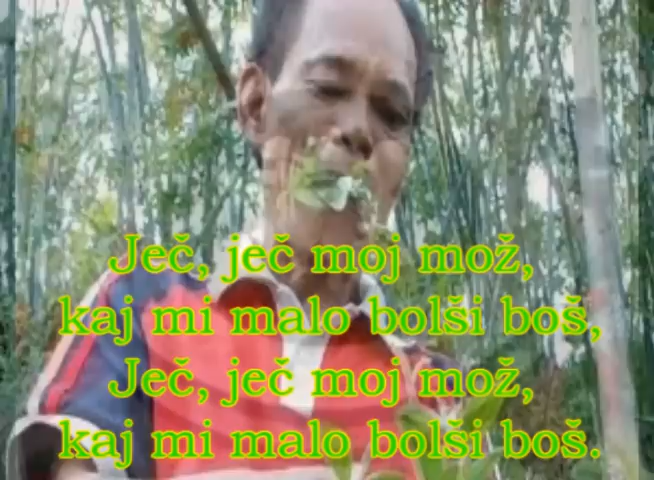 Ječ, ječ moj mož,
kaj mi malo bolši boš,
Ječ, ječ moj mož,
kaj mi malo bolši boš.